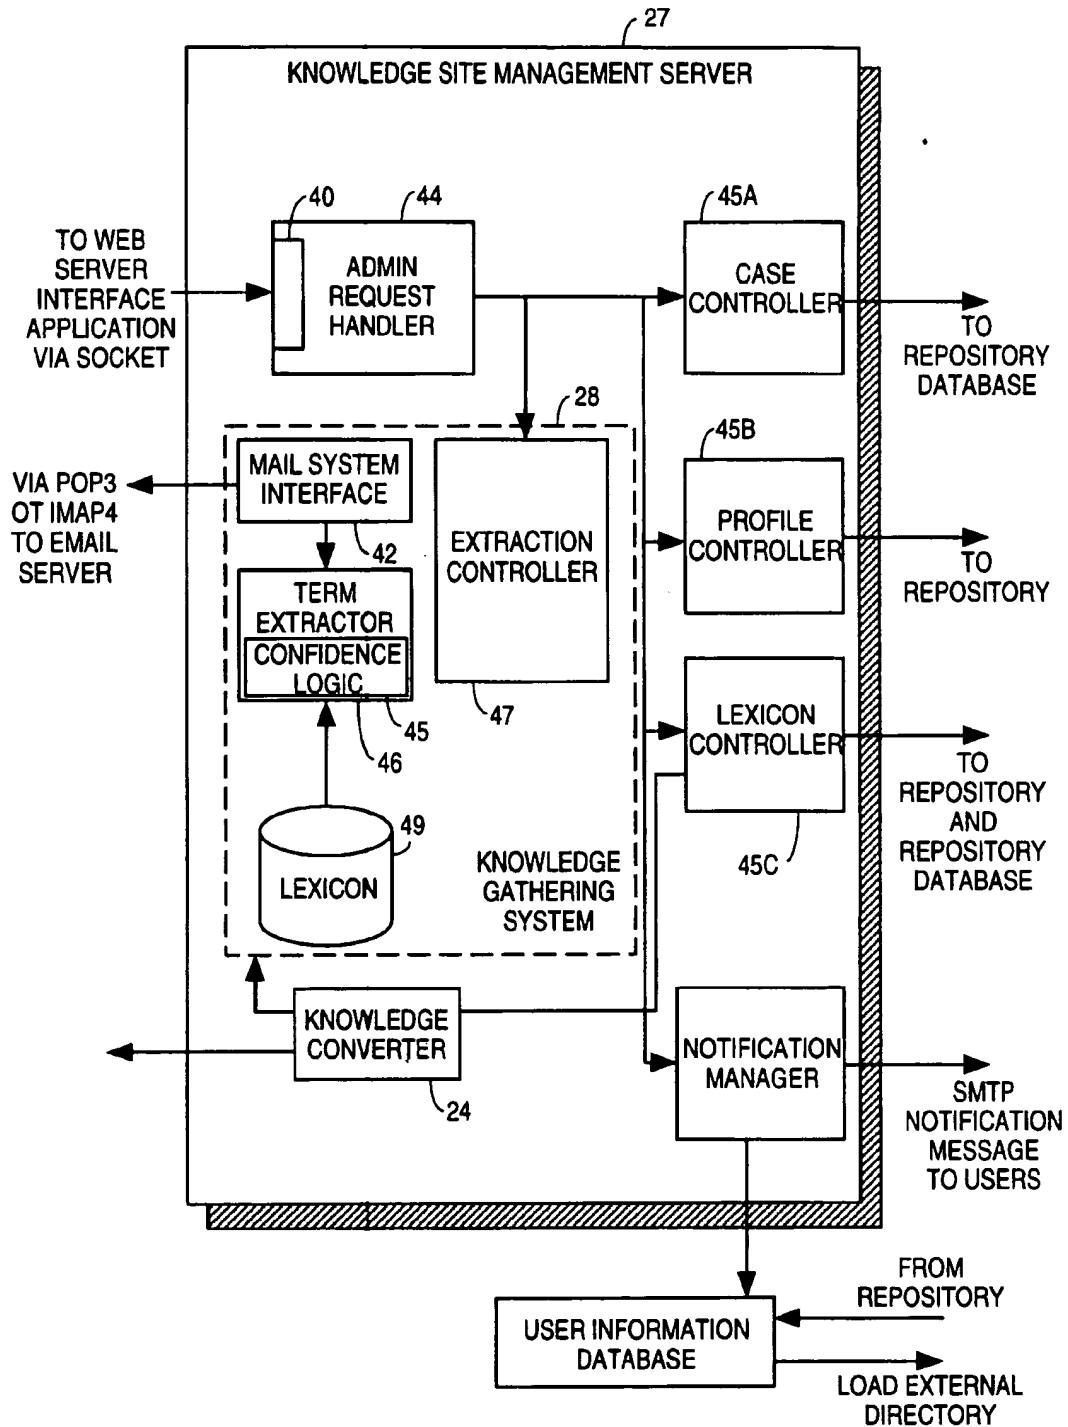 27
KNOWLEDGE SITE MANAGEMENT SERVER
40
44
45A
TO WEB
SERVER
INTERFACE
APPLICATION
VIA SOCKET
ADMIN
REQUEST
HANDLER
CASE
CONTROLLER
TO
REPOSITORY
DATABASE
28
45B
MAIL SYSTEM
INTERFACE
VIA POP3
OT IMAP4
TO EMAIL
SERVER
42
EXTRACTION
CONTROLLER
PROFILE
CONTROLLER
TO
REPOSITORY
TERM
EXTRACTOR
CONFIDENCE
LOGIC
45
46
47
LEXICON
CONTROLLER
TO
REPOSITORY
AND
REPOSITORY
DATABASE
45C
49
LEXICON
KNOWLEDGE
GATHERING
SYSTEM
KNOWLEDGE
CONVERTER
24
NOTIFICATION
MANAGER
SMTP
NOTIFICATION
MESSAGE
TO USERS
USER INFORMATION
DATABASE
FROM
REPOSITORY
LOAD EXTERNAL
DIRECTORY